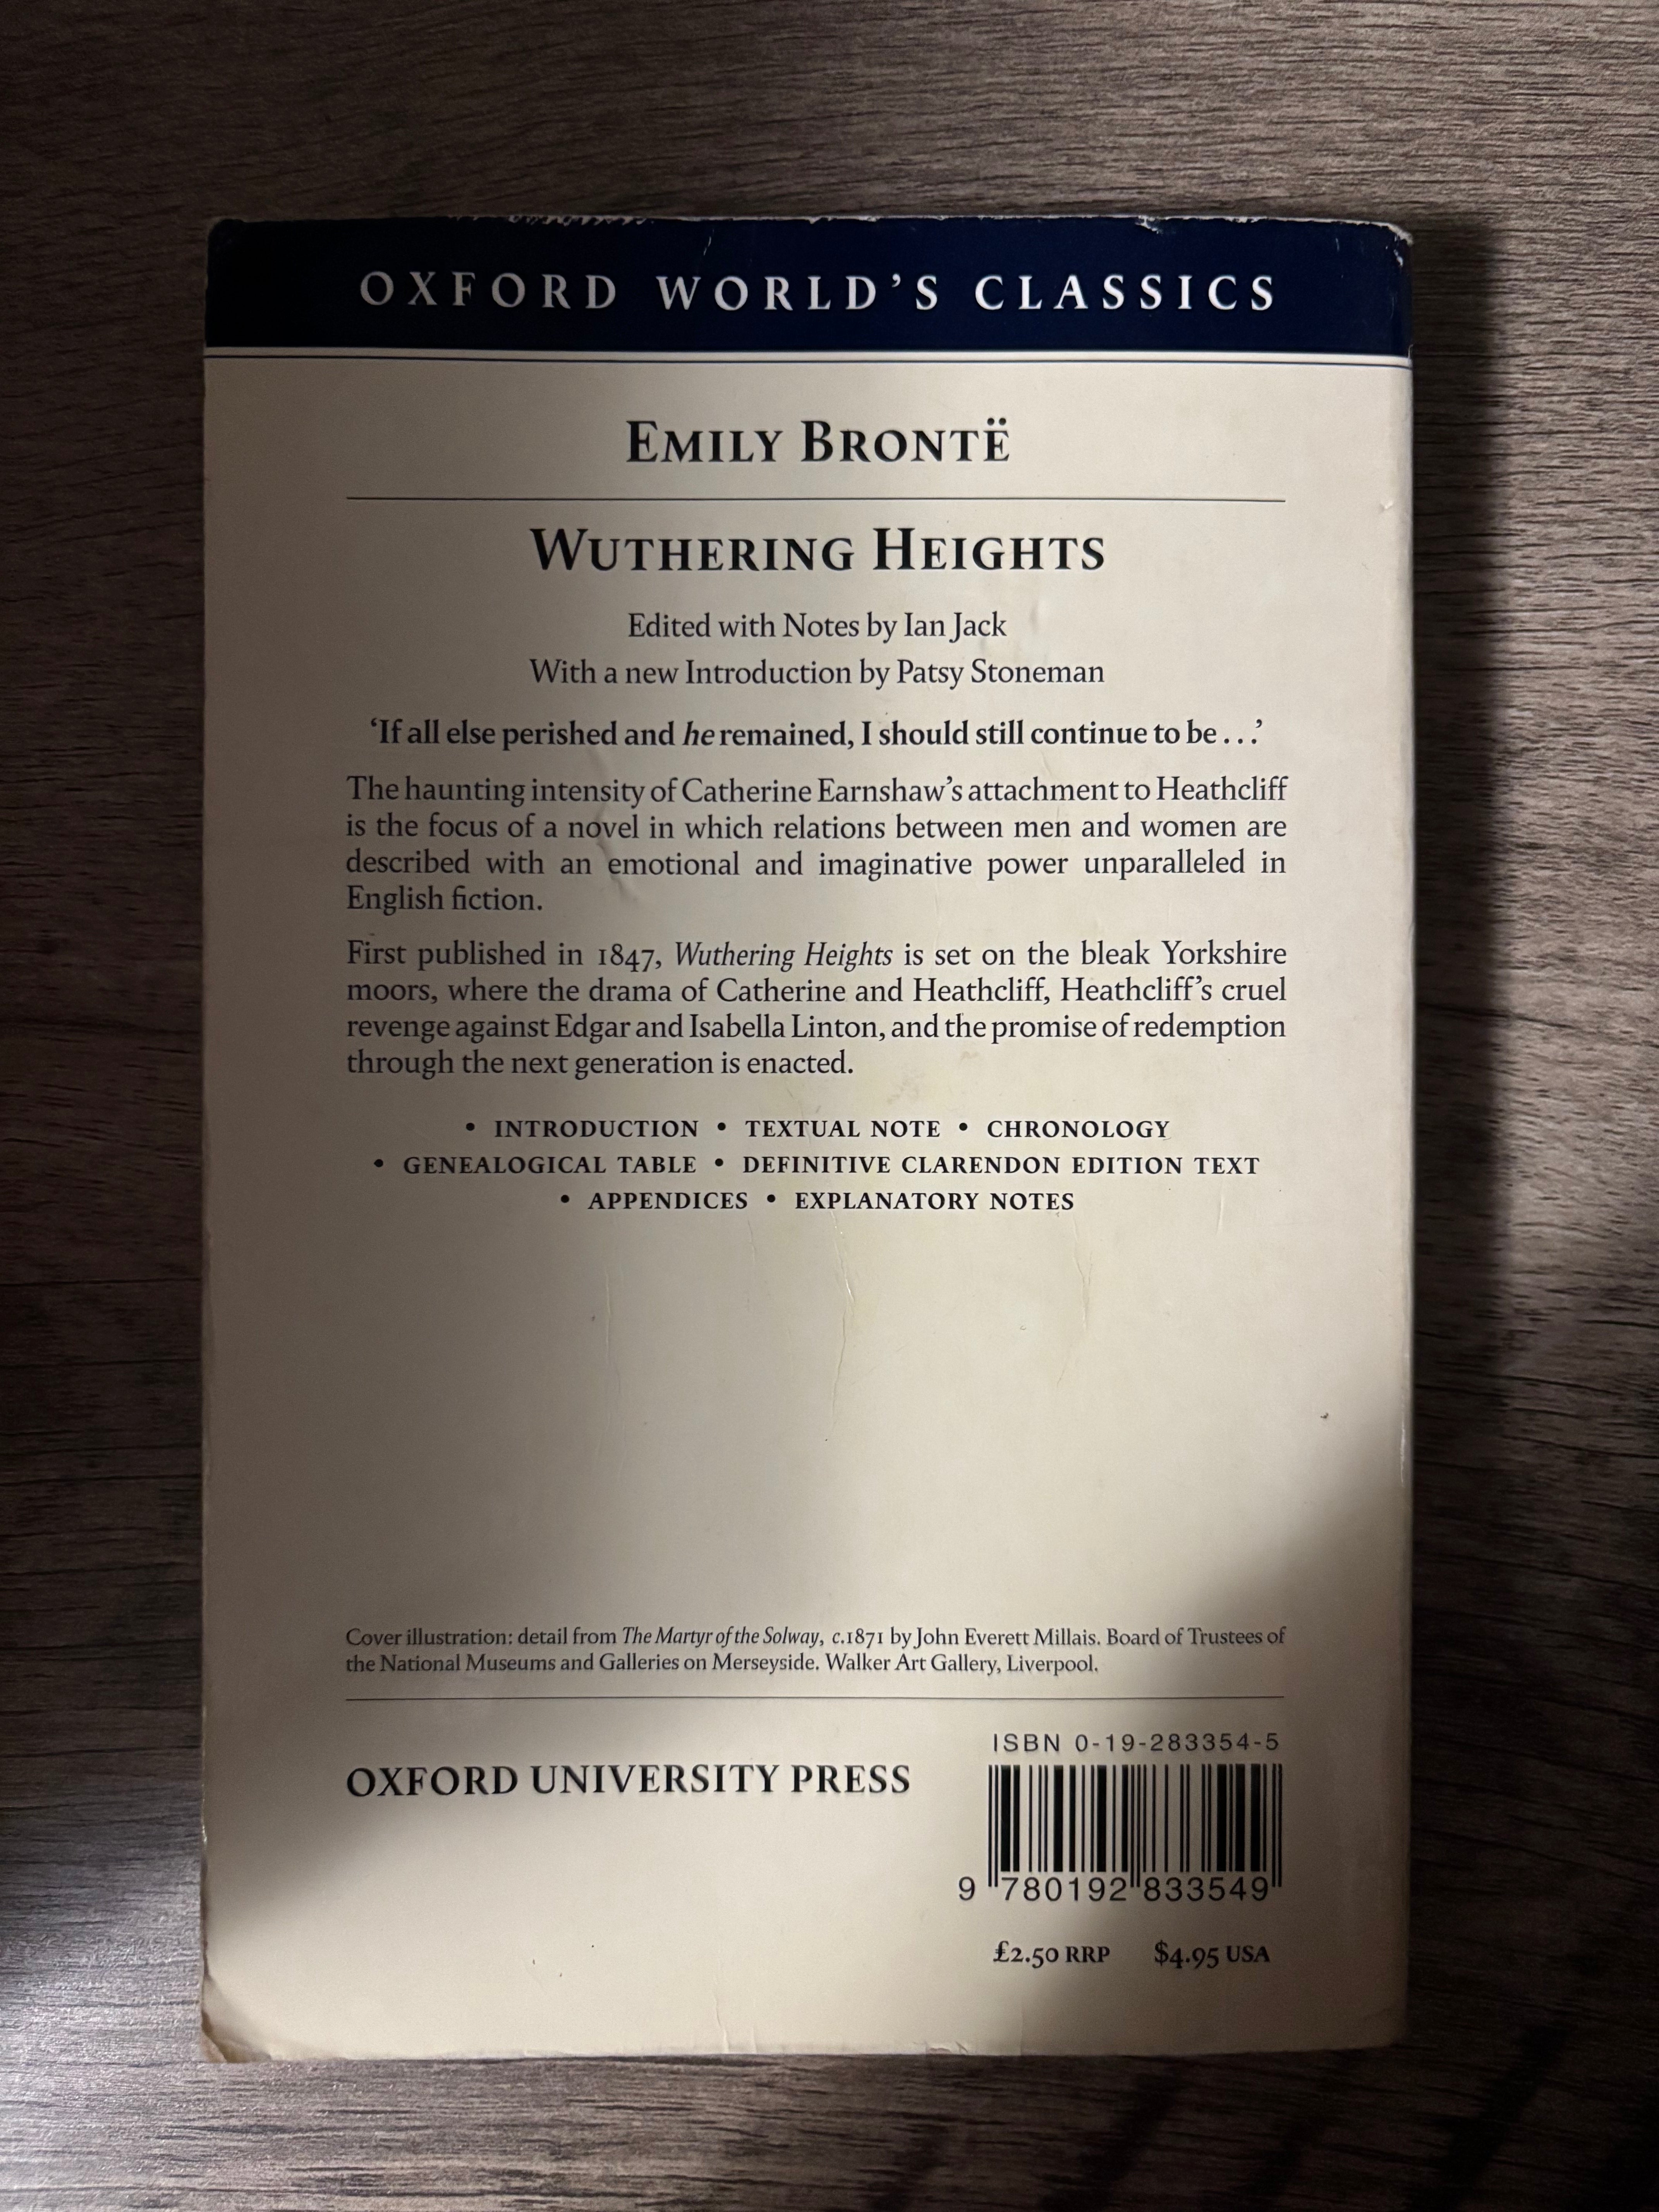 OXFORD WORLD'S CLASSICS
EMILY BRONTË
WUTHERING HEIGHTS
Edited with Notes by Ian Jack
With a new Introduction by Patsy Stoneman
‘If all else perished and he remained, I should still continue to be . . .’
The haunting intensity of Catherine Earnshaw’s attachment to Heathcliff
is the focus of a novel in which relations between men and women are
described with an emotional and imaginative power unparalleled in
English fiction.
First published in 1847, Wuthering Heights is set on the bleak Yorkshire
moors, where the drama of Catherine and Heathcliff, Heathcliff’s cruel
revenge against Edgar and Isabella Linton, and the promise of redemption
through the next generation is enacted.
• INTRODUCTION • TEXTUAL NOTE • CHRONOLOGY
• GENEALOGICAL TABLE • DEFINITIVE CLARENDON EDITION TEXT
• APPENDICES • EXPLANATORY NOTES
Cover illustration: detail from The Martyr of the Solway, c.1871 by John Everett Millais. Board of Trustees of
the National Museums and Galleries on Merseyside. Walker Art Gallery, Liverpool.
OXFORD UNIVERSITY PRESS
ISBN 0-19-283354-5
9 780192 833549
£2.50 RRP $4.95 USA